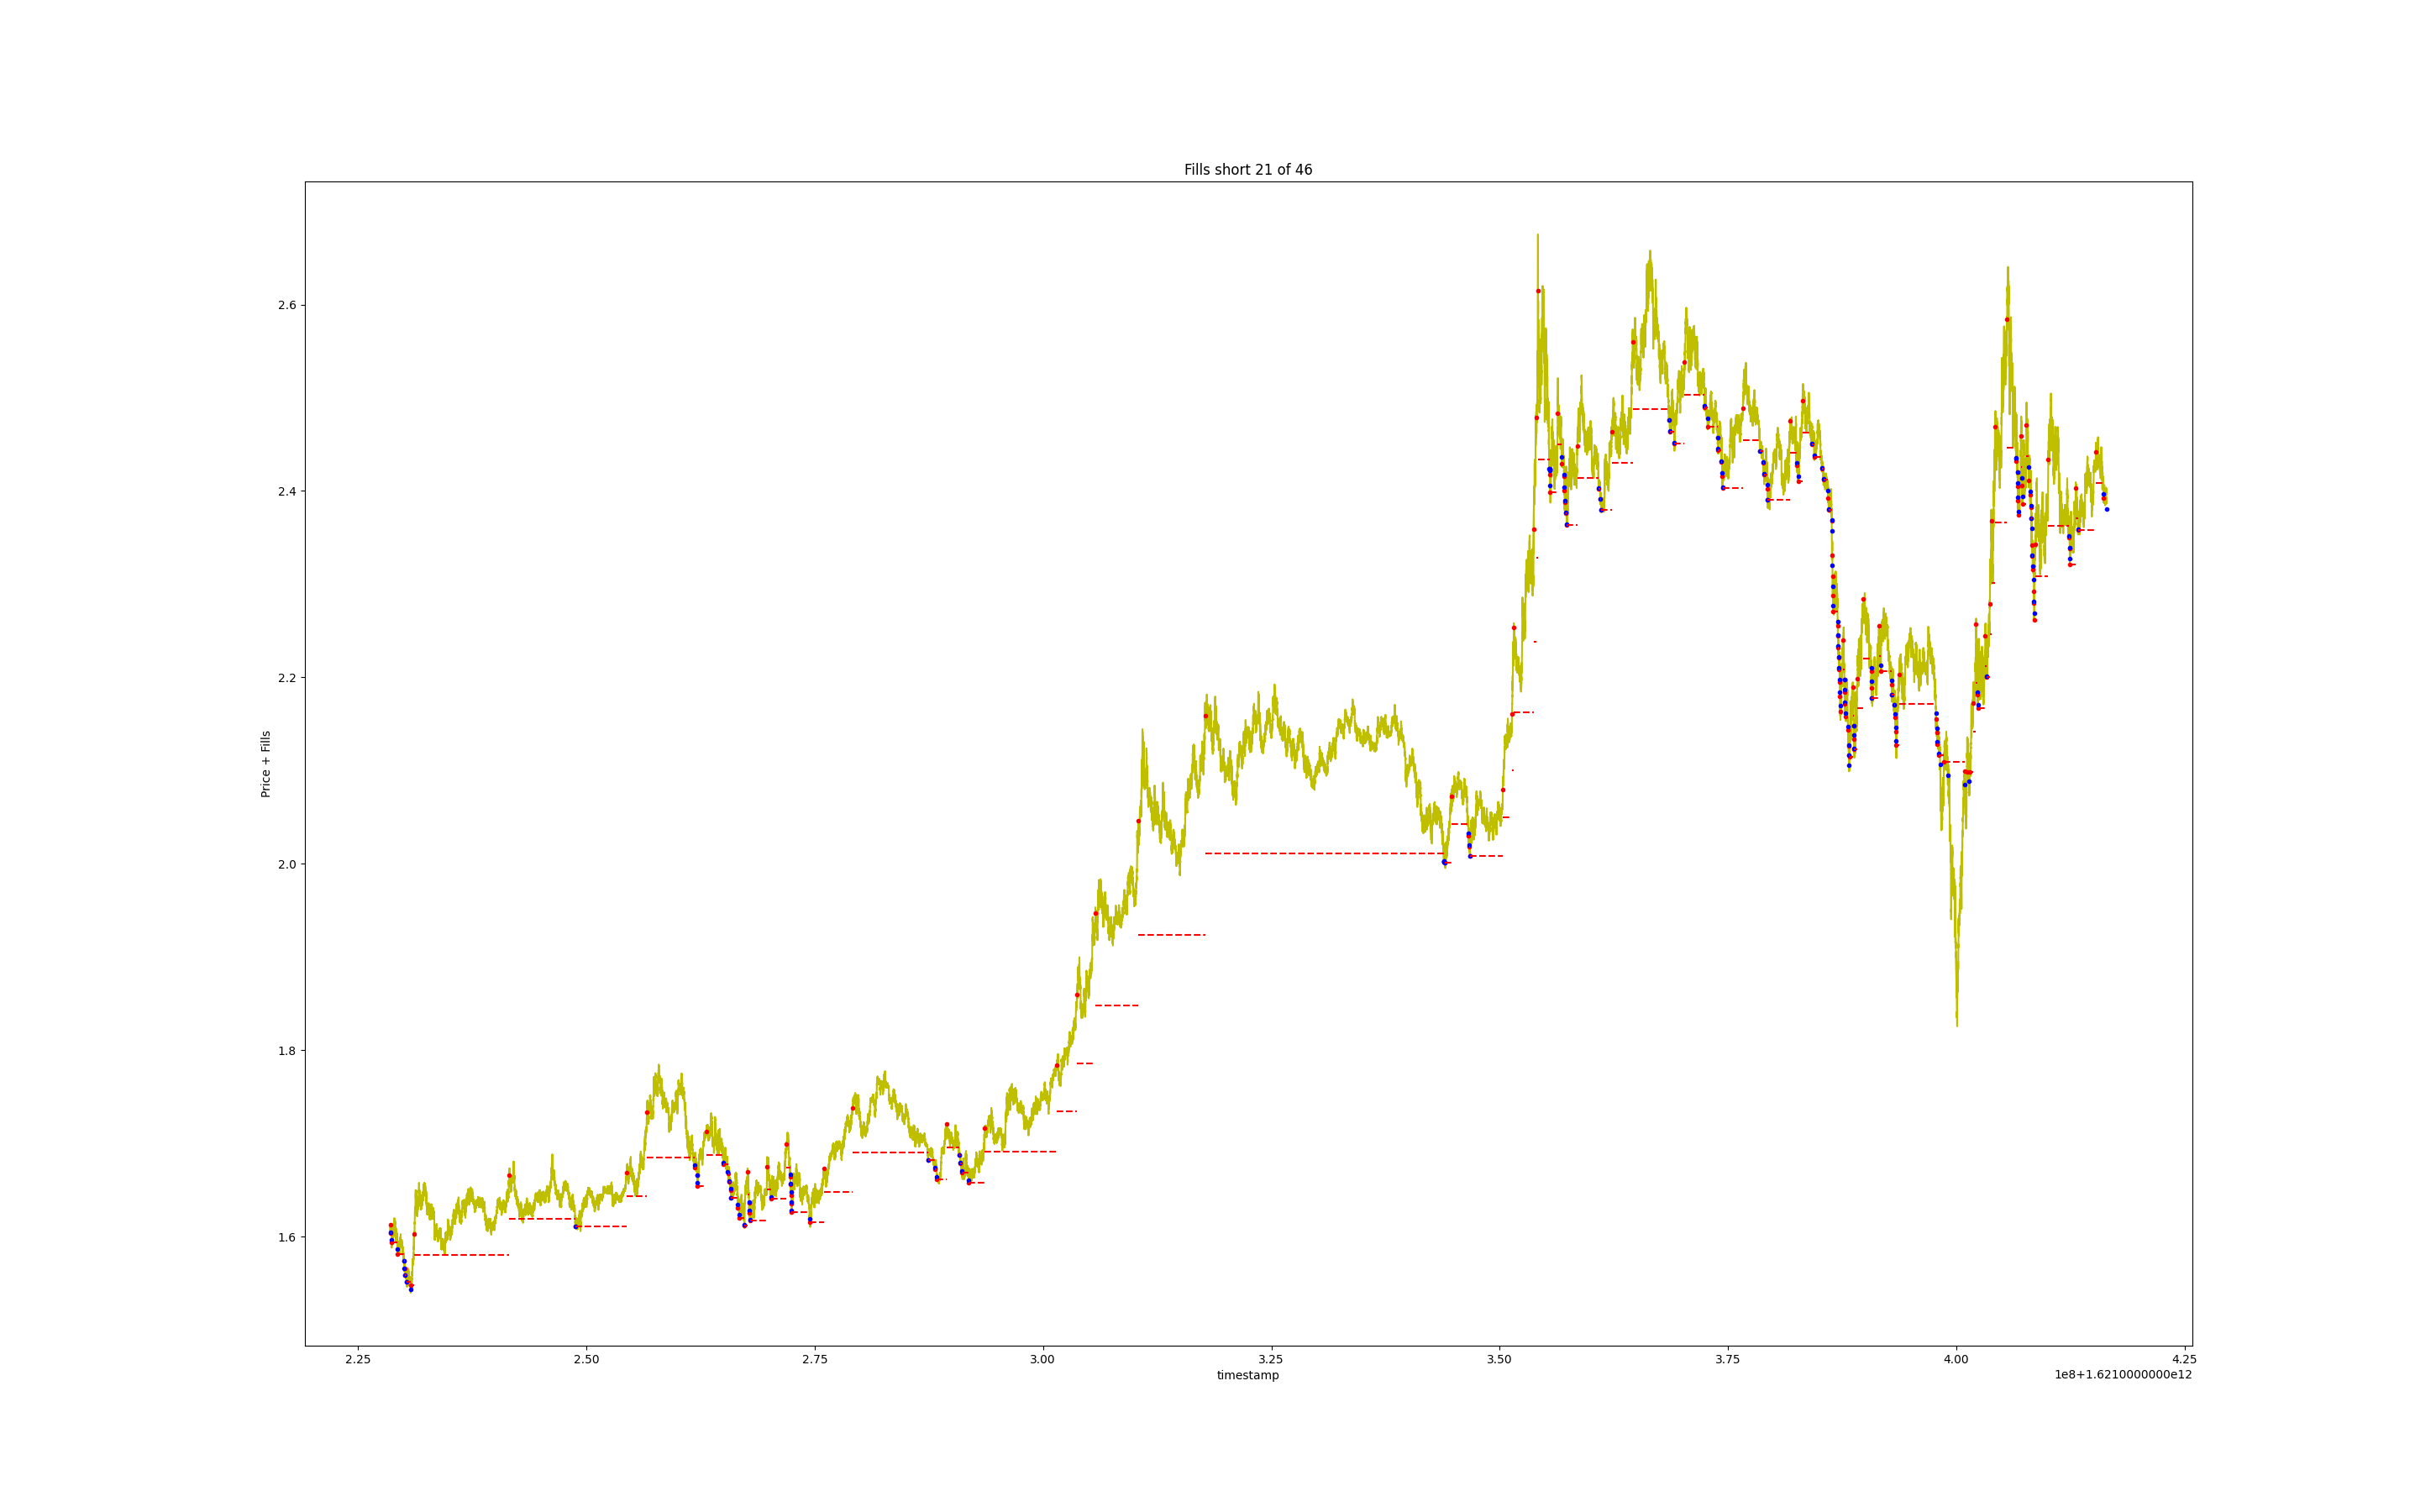 Fills short 21 of 46
Price + Fills
2.6
2.4
2.2
2.0
1.8
1.6
2.25 2.50 2.75 3.00 3.25 3.50 3.75 4.00 4.25
timestamp
1e8+1.6210000000e12